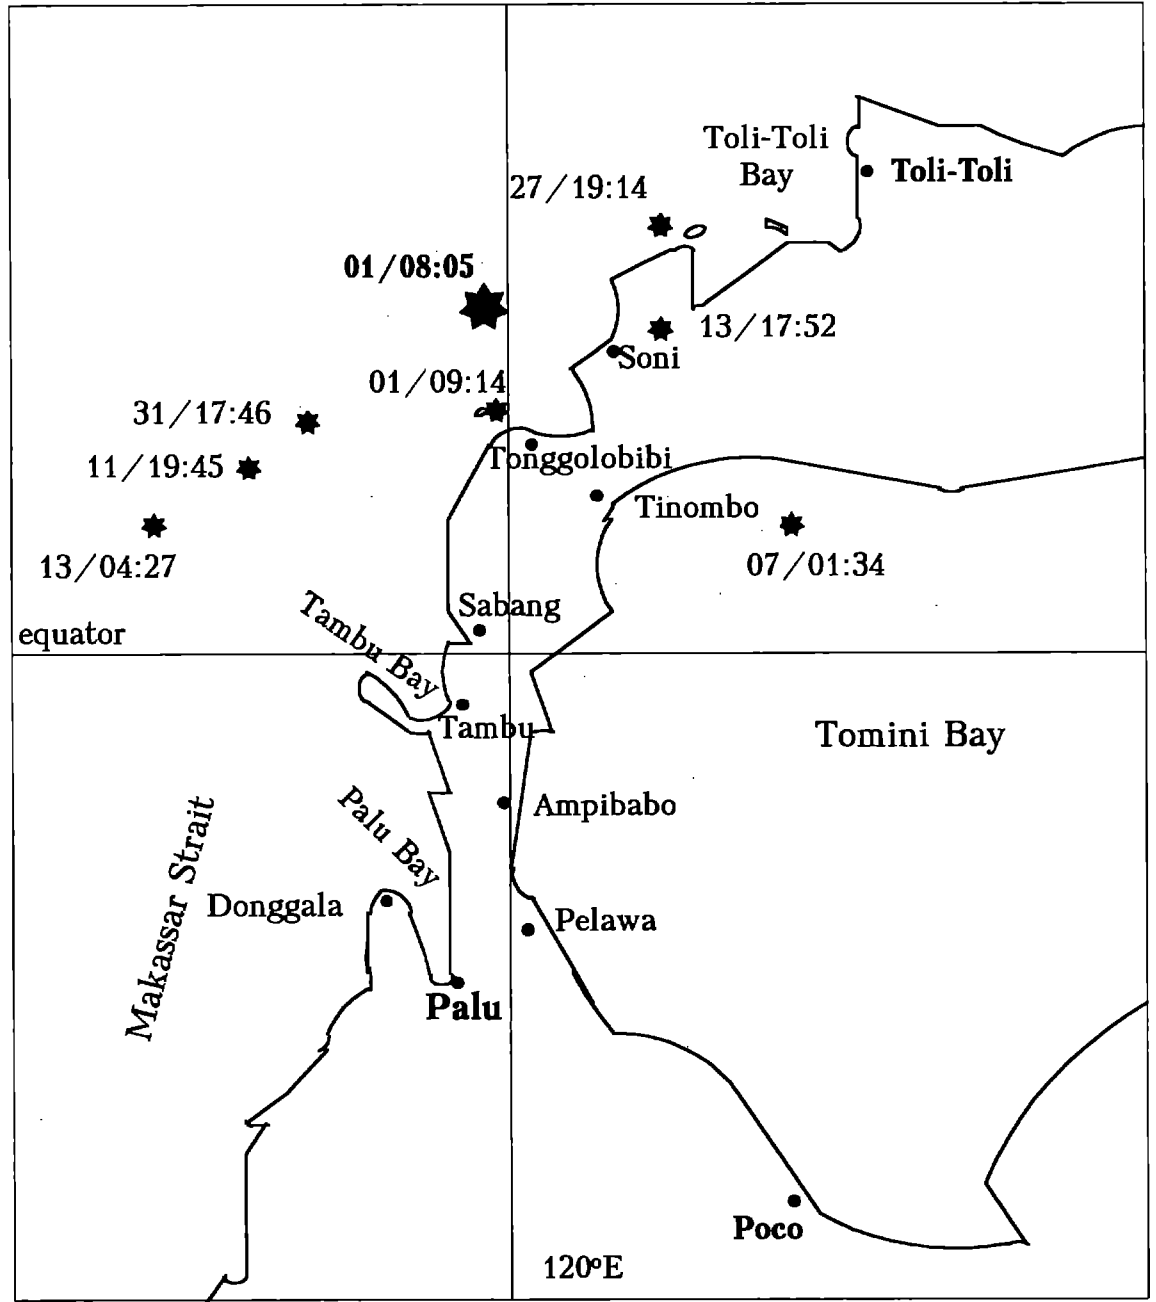 Toli-Toli
Bay
Toli-Toli
27/19:14
01/08:05
13/17:52
Soni
01/09:14
31/17:46
Tonggolobibi
11/19:45
Tinombo
13/04:27
07/01:34
Sabang
equator
Tambu Bay
Tambu
Tomini Bay
Ampibabo
Palu Bay
Makassar Strait
Donggala
Pelawa
Palu
Poco
120°E